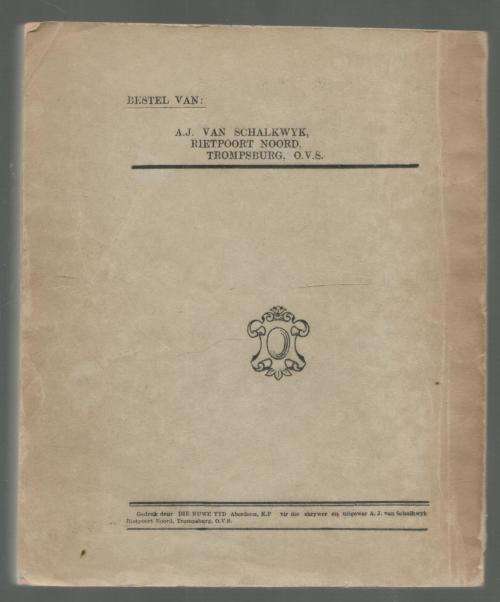 BESTEL VAN:
A.J. VAN SCHALKWYK,
RIETPOORT NOORD.
TROMPSBURG, O.V.S.
Gedruk deur DIE NUWE TYD Aberdeen, K.P vir die skrywer en uitgewer A. J. van Schalkwyk
Rietpoort Noord, Trompsburg, O.V.S.